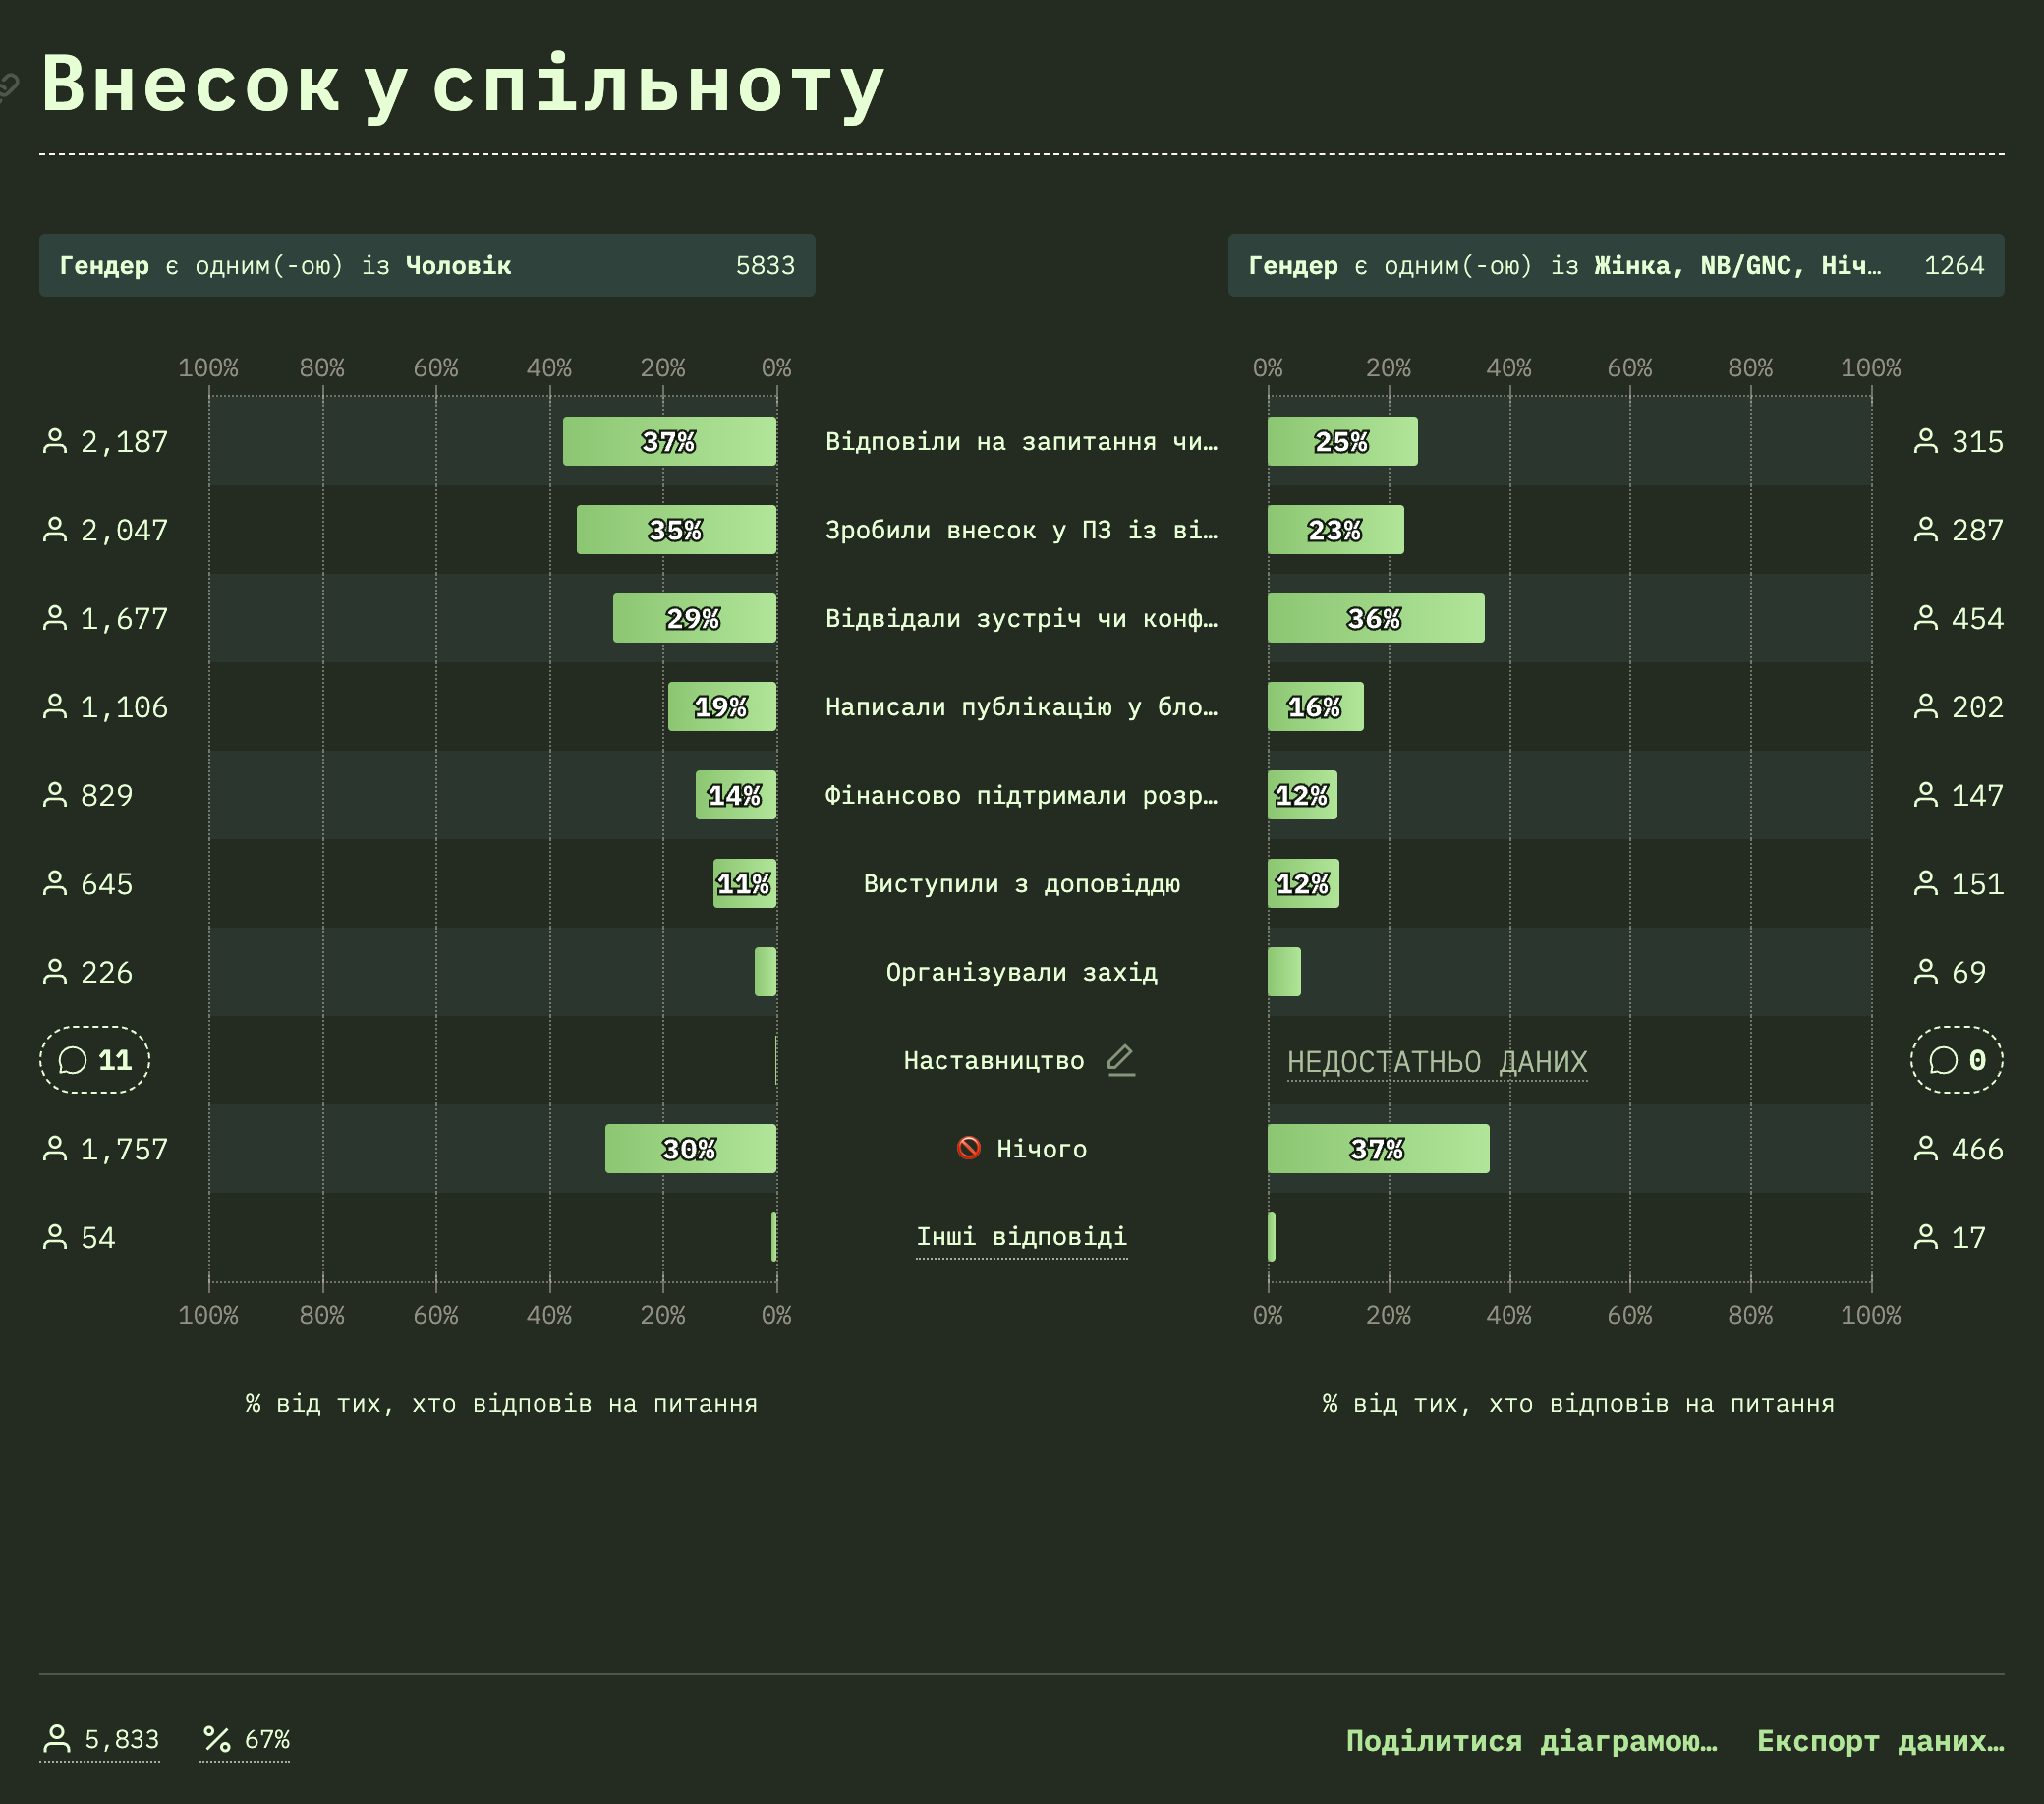 Внесок у спільноту
Гендер є одним(-ою) із Чоловік 5833
Гендер є одним(-ою) із Жінка, NB/GNC, Ніч… 1264
100% 80% 60% 40% 20% 0%
0% 20% 40% 60% 80% 100%
2,187 37% Відповіли на запитання чи… 25% 315
2,047 35% Зробили внесок у ПЗ із ві… 23% 287
1,677 29% Відвідали зустріч чи конф… 36% 454
1,106 19% Написали публікацію у бло… 16% 202
829 14% Фінансово підтримали розр… 12% 147
645 11% Виступили з доповіддю 12% 151
226 Організували захід 69
11 Наставництво НЕДОСТАТНЬО ДАНИХ 0
1,757 30% Нічого 37% 466
54 Інші відповіді 17
100% 80% 60% 40% 20% 0%
0% 20% 40% 60% 80% 100%
% від тих, хто відповів на питання
% від тих, хто відповів на питання
5,833 67%
Поділитися діаграмою… Експорт даних…